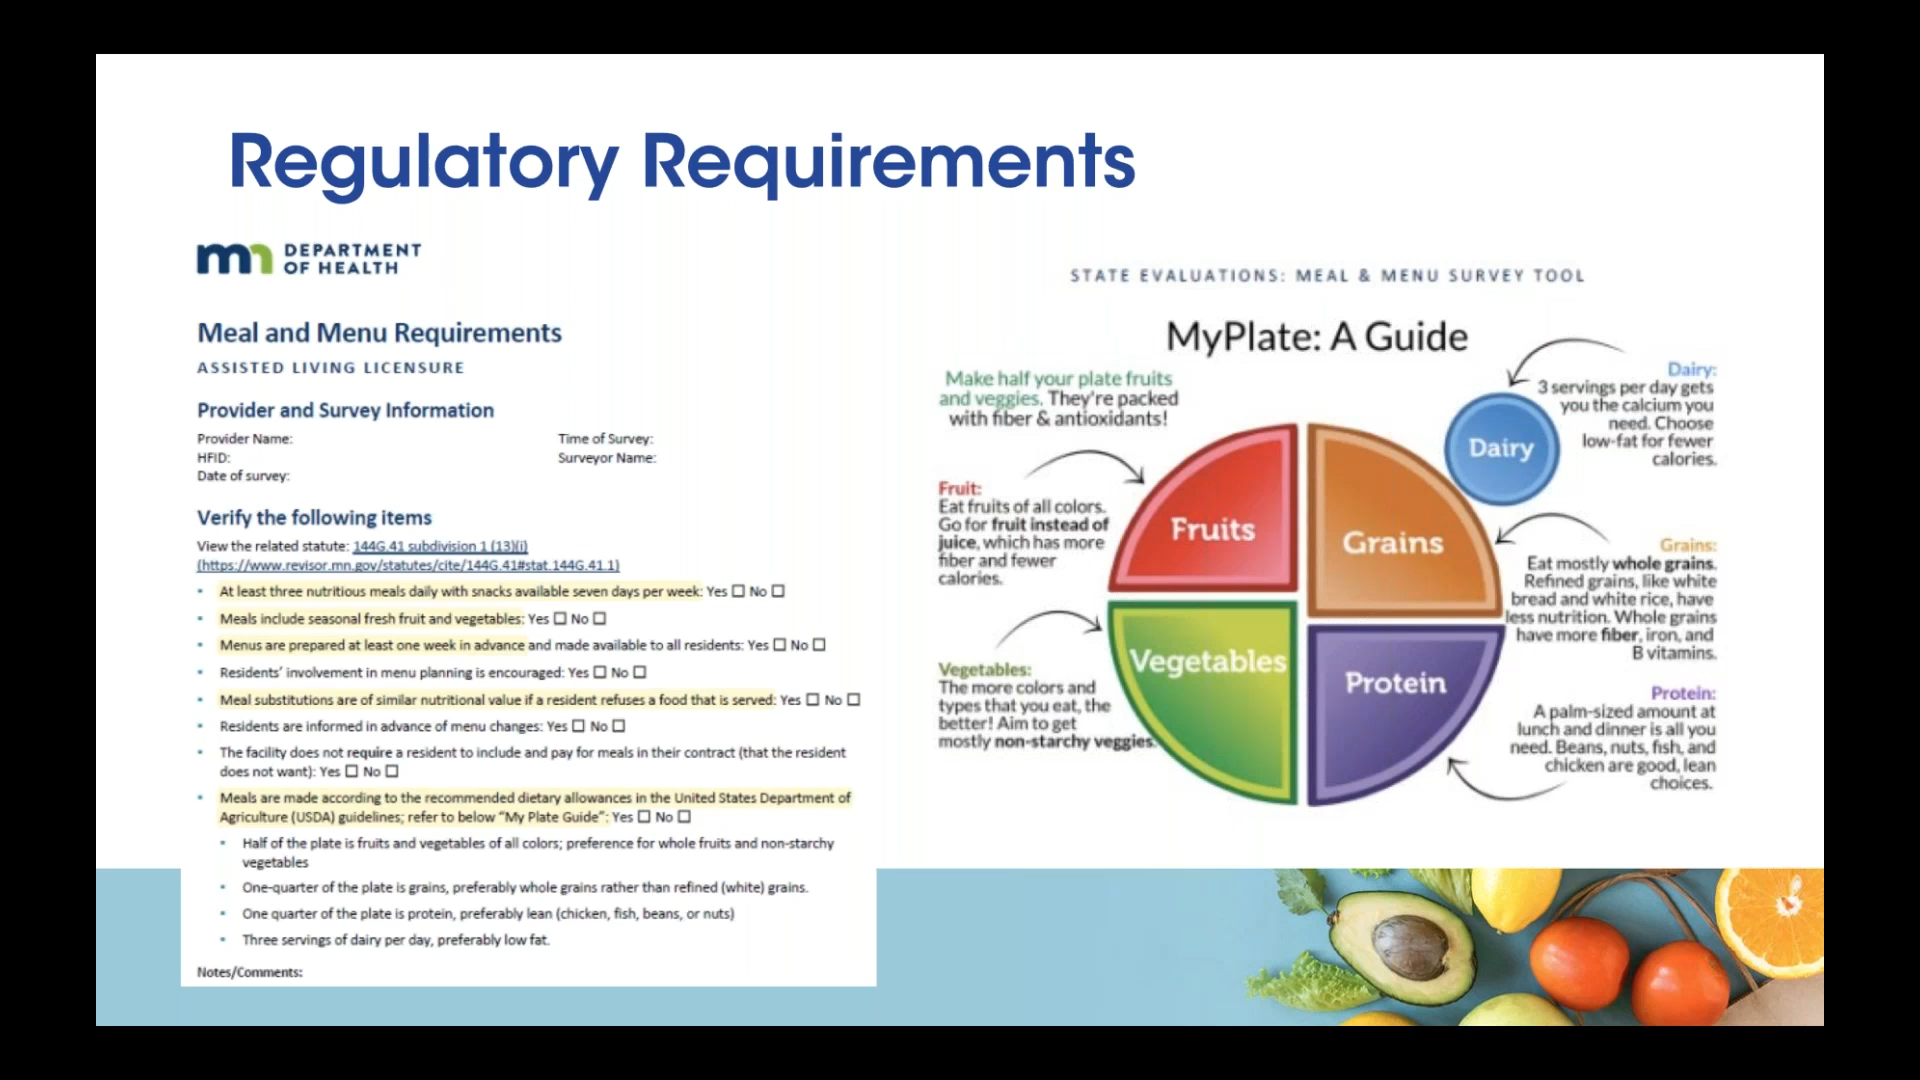 Regulatory Requirements
mn DEPARTMENT
OF HEALTH
Meal and Menu Requirements
ASSISTED LIVING LICENSURE
Provider and Survey Information
Provider Name:
Time of Survey:
HFID:
Surveyor Name:
Date of survey:
Verify the following items
View the related statute: 144G.41 subdivision 1 (13)(i)
(https://www.revisor.mn.gov/statutes/cite/144G.41#stat.144G.41.1)
• At least three nutritious meals daily with snacks available seven days per week: Yes ☐ No ☐
• Meals include seasonal fresh fruit and vegetables: Yes ☐ No ☐
• Menus are prepared at least one week in advance and made available to all residents: Yes ☐ No ☐
• Residents' involvement in menu planning is encouraged: Yes ☐ No ☐
• Meal substitutions are of similar nutritional value if a resident refuses a food that is served: Yes ☐ No ☐
• Residents are informed in advance of menu changes: Yes ☐ No ☐
• The facility does not require a resident to include and pay for meals in their contract (that the resident
does not want): Yes ☐ No ☐
• Meals are made according to the recommended dietary allowances in the United States Department of
Agriculture (USDA) guidelines; refer to below "My Plate Guide": Yes ☐ No ☐
• Half of the plate is fruits and vegetables of all colors; preference for whole fruits and non-starchy
vegetables
• One-quarter of the plate is grains, preferably whole grains rather than refined (white) grains.
• One quarter of the plate is protein, preferably lean (chicken, fish, beans, or nuts)
• Three servings of dairy per day, preferably low fat.
Notes/Comments:
STATE EVALUATIONS: MEAL & MENU SURVEY TOOL
MyPlate: A Guide
Make half your plate fruits
and veggies. They're packed
with fiber & antioxidants!
Fruit:
Eat fruits of all colors.
Go for fruit instead of
juice, which has more
fiber and fewer
calories.
Vegetables:
The more colors and
types that you eat, the
better! Aim to get
mostly non-starchy veggies.
Fruits
Grains
Vegetables
Protein
Dairy
Dairy:
3 servings per day gets
you the calcium you
need. Choose
low-fat for fewer
calories.
Grains:
Eat mostly whole grains.
Refined grains, like white
bread and white rice, have
less nutrition. Whole grains
have more fiber, iron, and
B vitamins.
Protein:
A palm-sized amount at
lunch and dinner is all you
need. Beans, nuts, fish, and
chicken are good, lean
choices.